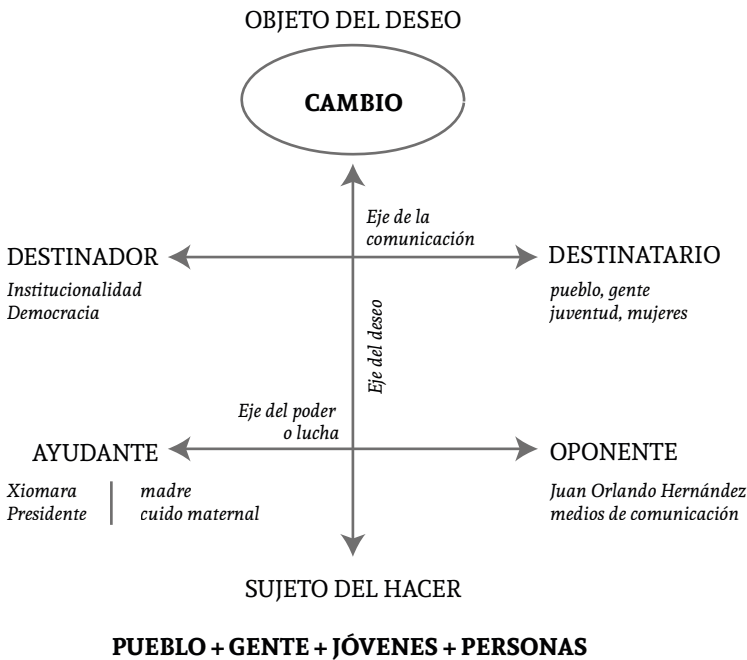 OBJETO DEL DESEO
CAMBIO
Eje de la
comunicación
DESTINADOR
DESTINATARIO
Institucionalidad
Democracia
pueblo, gente
juventud, mujeres
Eje del deseo
Eje del poder
o lucha
AYUDANTE
OPONENTE
Xiomara
Presidente
madre
cuido maternal
Juan Orlando Hernández
medios de comunicación
SUJETO DEL HACER
PUEBLO + GENTE + JÓVENES + PERSONAS